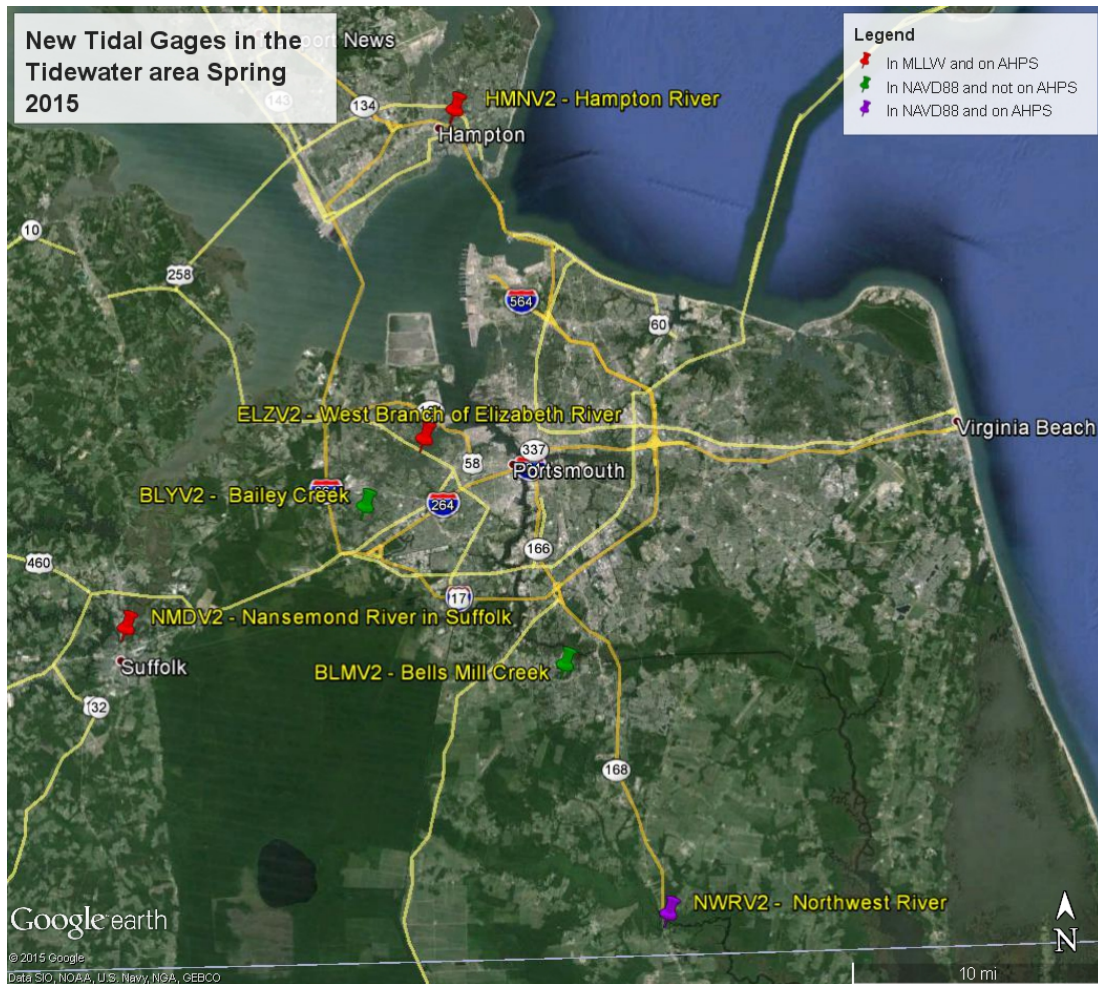 New Tidal Gages in the
Tidewater area Spring
2015
port News
Legend
In MLLW and on AHPS
In NAVD88 and not on AHPS
In NAVD88 and on AHPS
143
134
HMNV2 - Hampton River
Hampton
10
258
564
60
ELZV2 - West Branch of Elizabeth River
Virginia Beach
337
58
Portsmouth
BLYV2 - Bailey Creek
264
166
460
17
NMDV2 - Nansemond River in Suffolk
Suffolk
BLMV2 - Bells Mill Creek
32
168
NWRV2 - Northwest River
Google earth
N
© 2015 Google
Data SIO, NOAA, U.S. Navy, NGA, GEBCO
10 mi